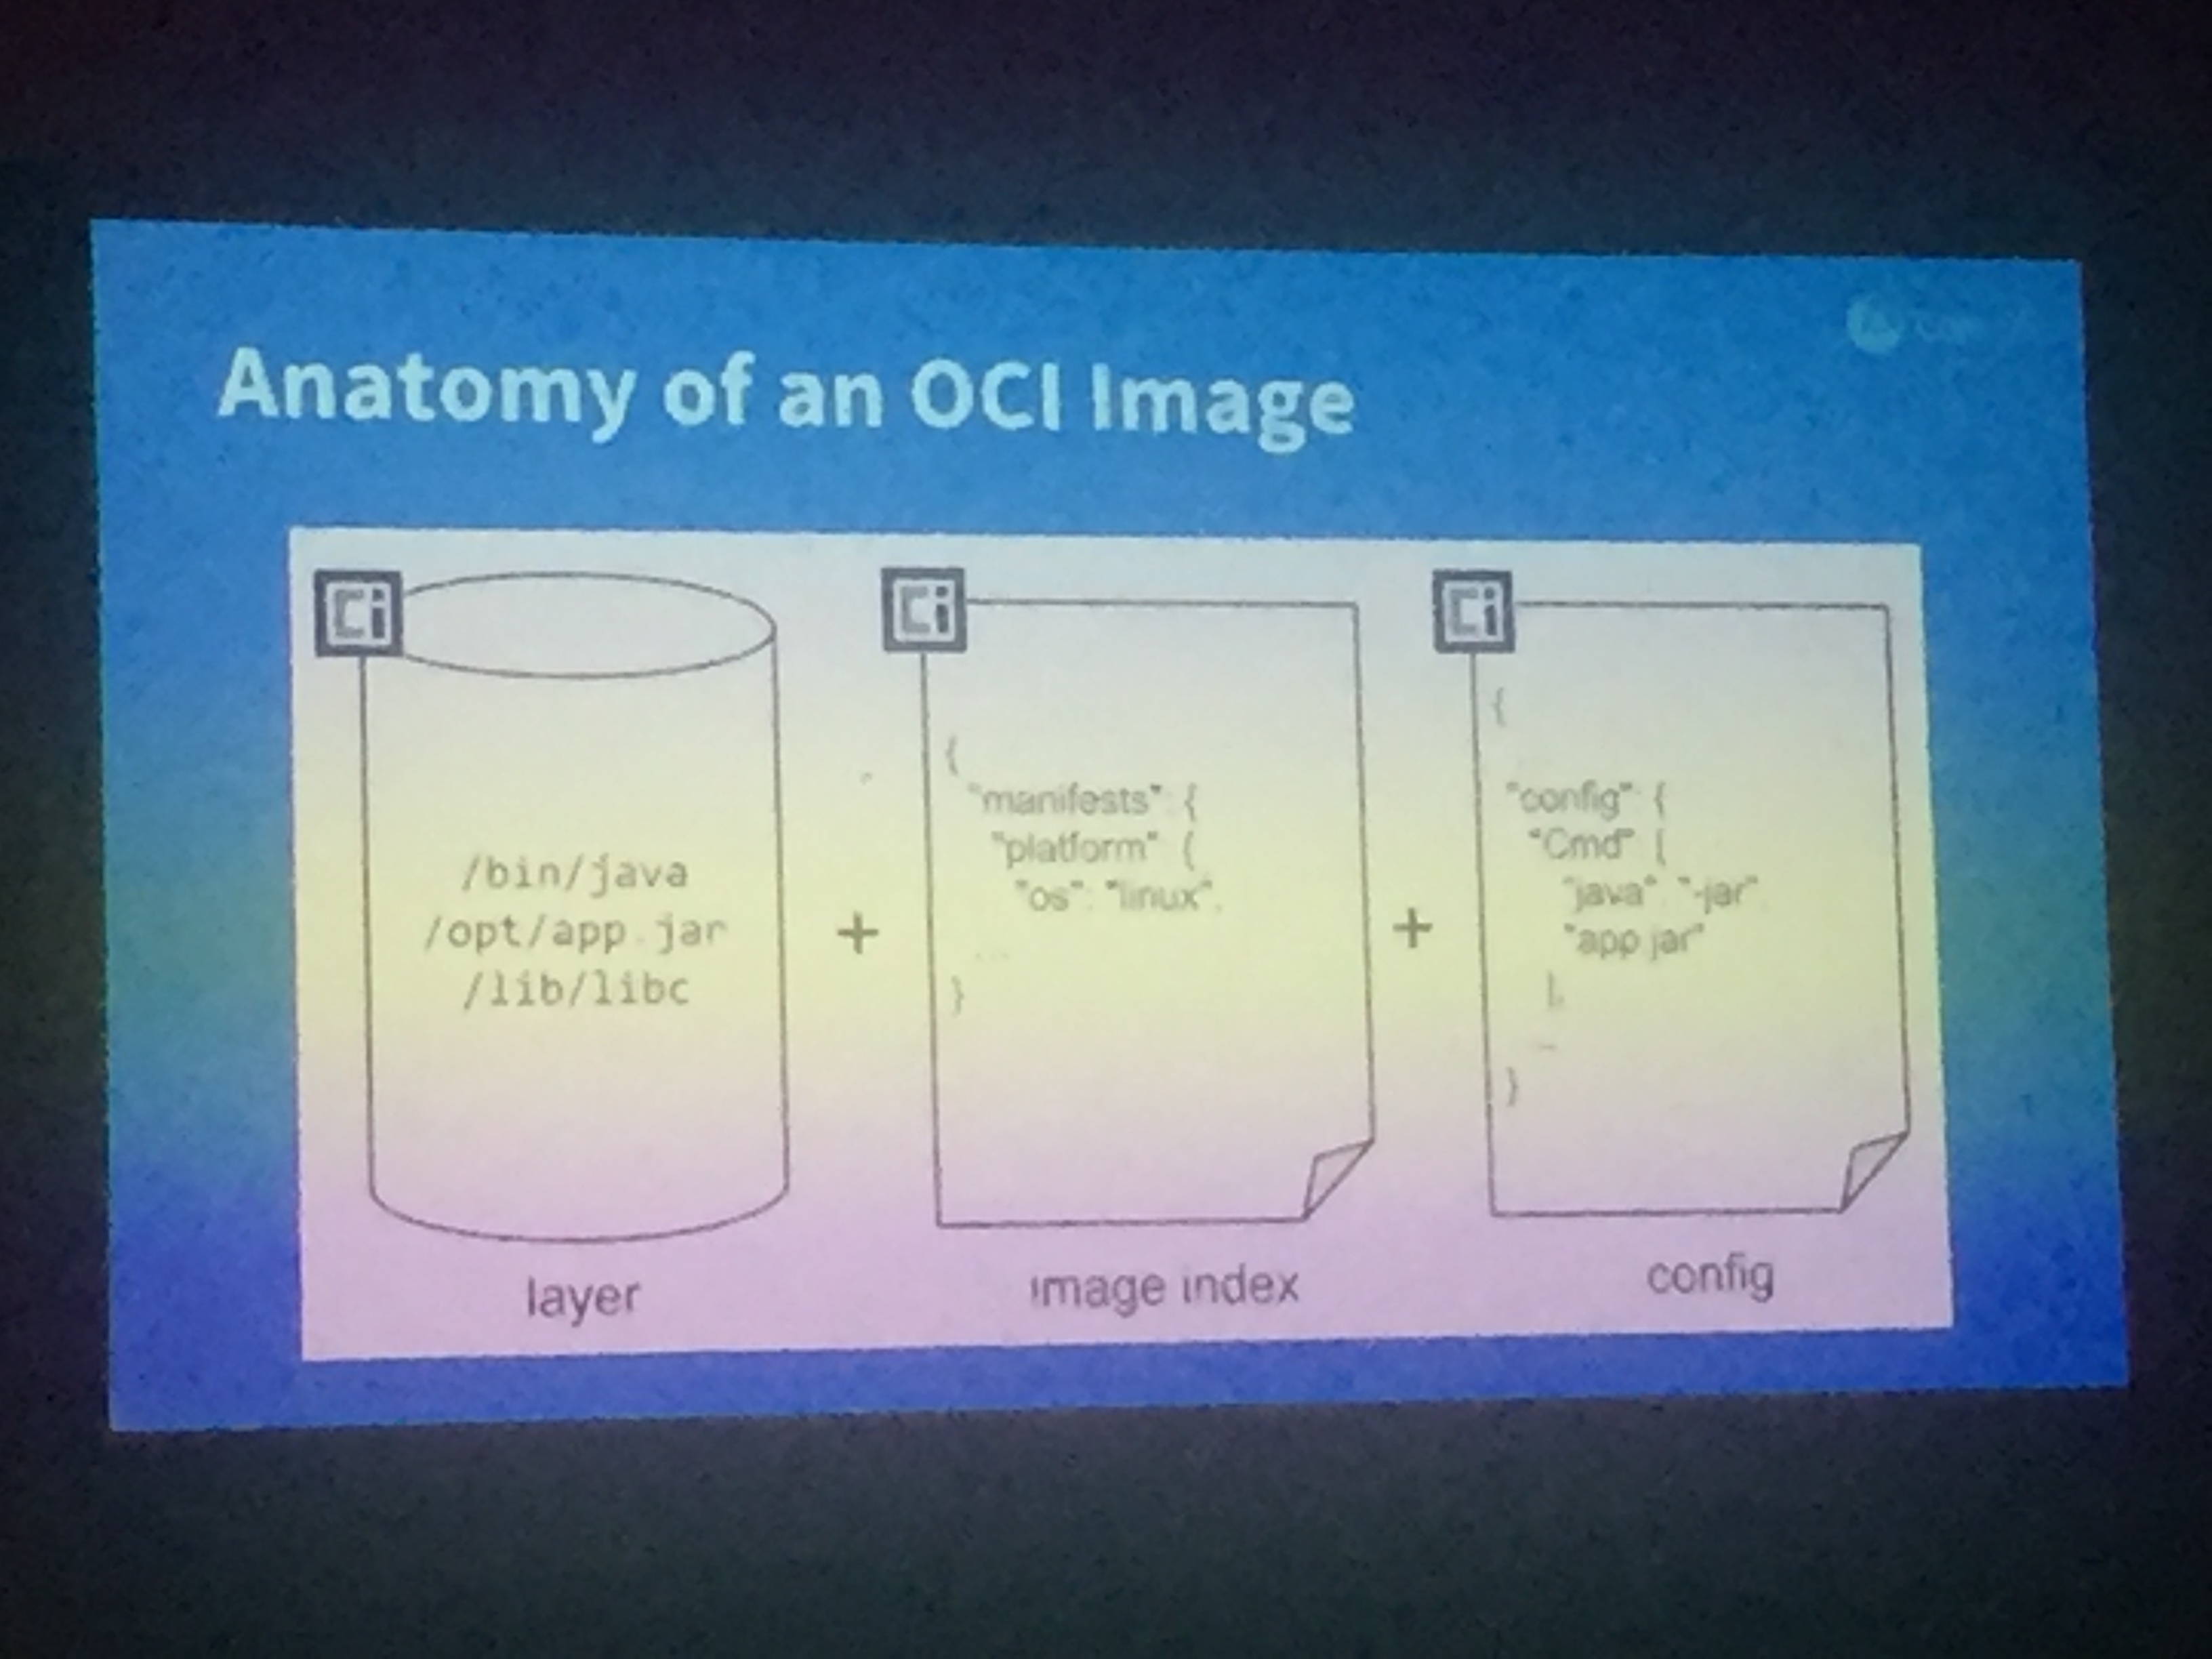 Anatomy of an OCI Image
Ci
/bin/java
/opt/app.jar
/lib/libc
layer
+
Ci
{
"manifests": {
"platform" {
"os": "linux",
...
}
image index
+
Ci
{
"config": {
"Cmd" [
"java" "-jar"
"app.jar"
],
}
config